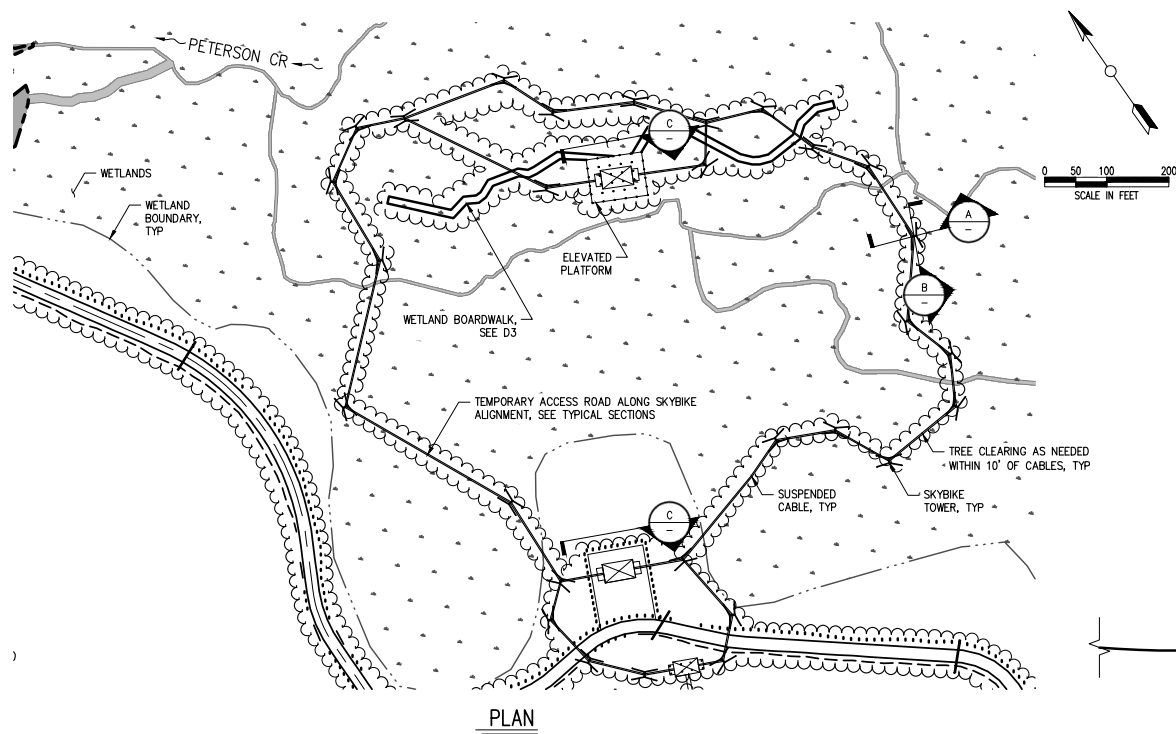 PETERSON CR
WETLANDS
WETLAND
BOUNDARY,
TYP
C
–
0 50 100 200
SCALE IN FEET
A
–
B
–
ELEVATED
PLATFORM
WETLAND BOARDWALK,
SEE D3
TEMPORARY ACCESS ROAD ALONG SKYBIKE
ALIGNMENT, SEE TYPICAL SECTIONS
TREE CLEARING AS NEEDED
WITHIN 10' OF CABLES, TYP
SUSPENDED
CABLE, TYP
SKYBIKE
TOWER, TYP
C
–
PLAN